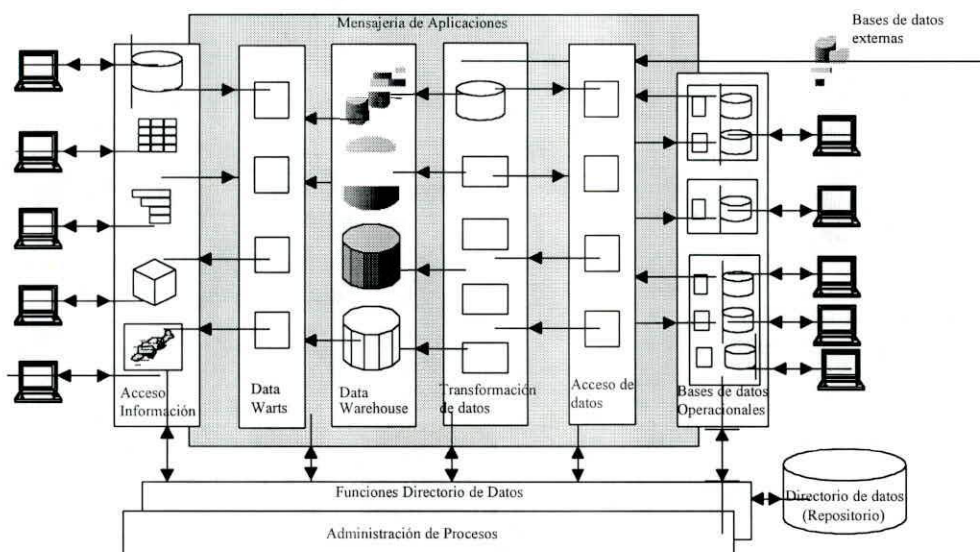 Mensajería de Aplicaciones
Bases de datos
externas
Acceso
Información
Data
Warts
Data
Warehouse
Transformación
de datos
Acceso de
datos
Bases de datos
Operacionales
Funciones Directorio de Datos
Administración de Procesos
Directorio de datos
(Repositorio)